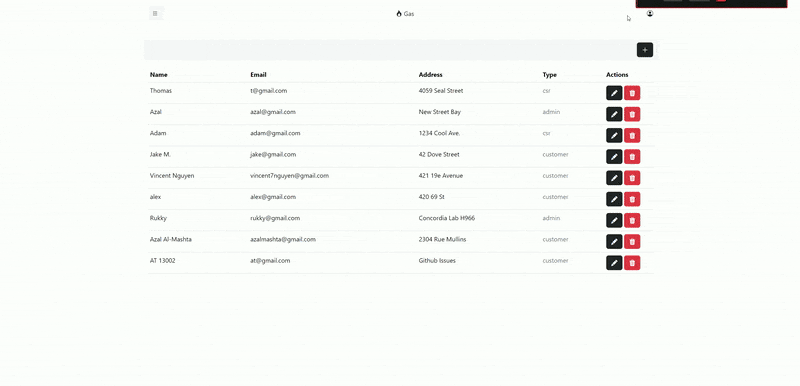 Gas
Name Email Address Type Actions
Thomas t@gmail.com 4059 Seal Street csr
Azal azal@gmail.com New Street Bay admin
Adam adam@gmail.com 1234 Cool Ave. csr
Jake M. jake@gmail.com 42 Dove Street customer
Vincent Nguyen vincent7nguyen@gmail.com 421 19e Avenue customer
alex alex@gmail.com 420 69 St customer
Rukky rukky@gmail.com Concordia Lab H966 admin
Azal Al-Mashta azalmashta@gmail.com 2304 Rue Mullins customer
AT 13002 at@gmail.com Github Issues customer